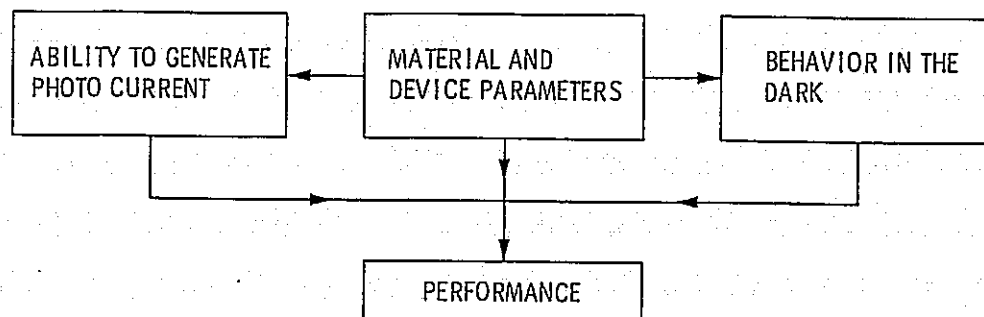 ABILITY TO GENERATE
PHOTO CURRENT
MATERIAL AND
DEVICE PARAMETERS
BEHAVIOR IN THE
DARK
PERFORMANCE